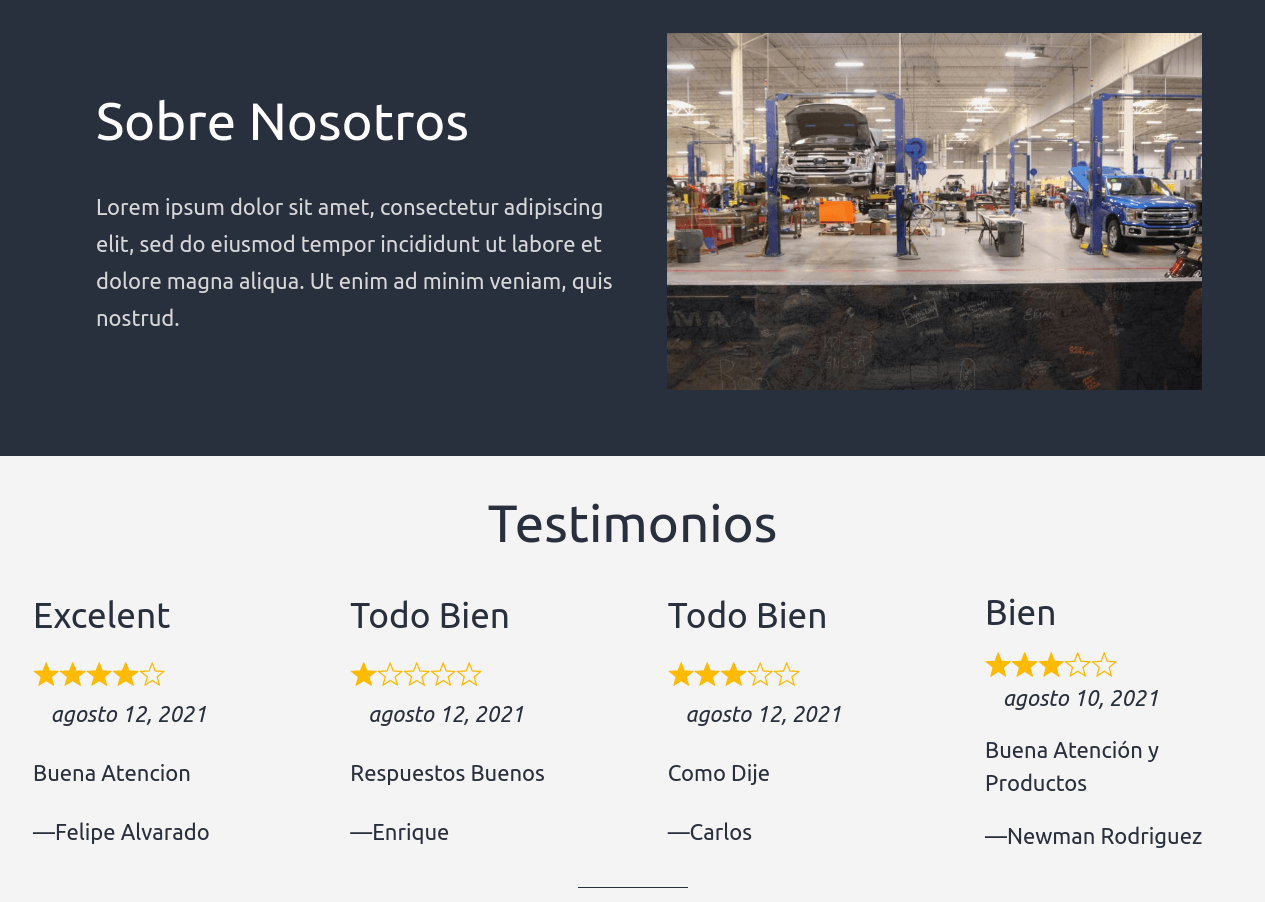 Sobre Nosotros
Lorem ipsum dolor sit amet, consectetur adipiscing
elit, sed do eiusmod tempor incididunt ut labore et
dolore magna aliqua. Ut enim ad minim veniam, quis
nostrud.
Testimonios
Excelent
agosto 12, 2021
Buena Atencion
—Felipe Alvarado
Todo Bien
agosto 12, 2021
Respuestos Buenos
—Enrique
Todo Bien
agosto 12, 2021
Como Dije
—Carlos
Bien
agosto 10, 2021
Buena Atención y
Productos
—Newman Rodriguez